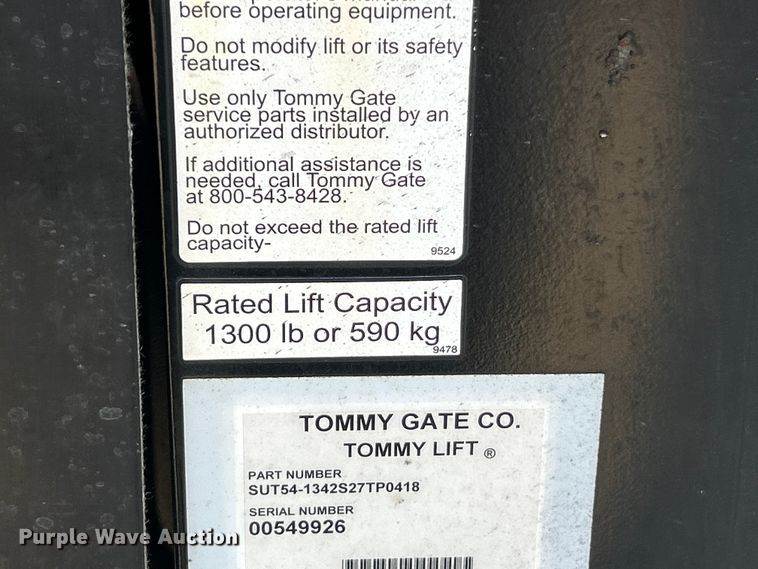 before operating equipment.
Do not modify lift or its safety
features.
Use only Tommy Gate
service parts installed by an
authorized distributor.
If additional assistance is
needed, call Tommy Gate
at 800-543-8428.
Do not exceed the rated lift
capacity-
9524
Rated Lift Capacity
1300 lb or 590 kg
9478
TOMMY GATE CO.
TOMMY LIFT ®
PART NUMBER
SUT54-1342S27TP0418
SERIAL NUMBER
00549926
Purple Wave Auction